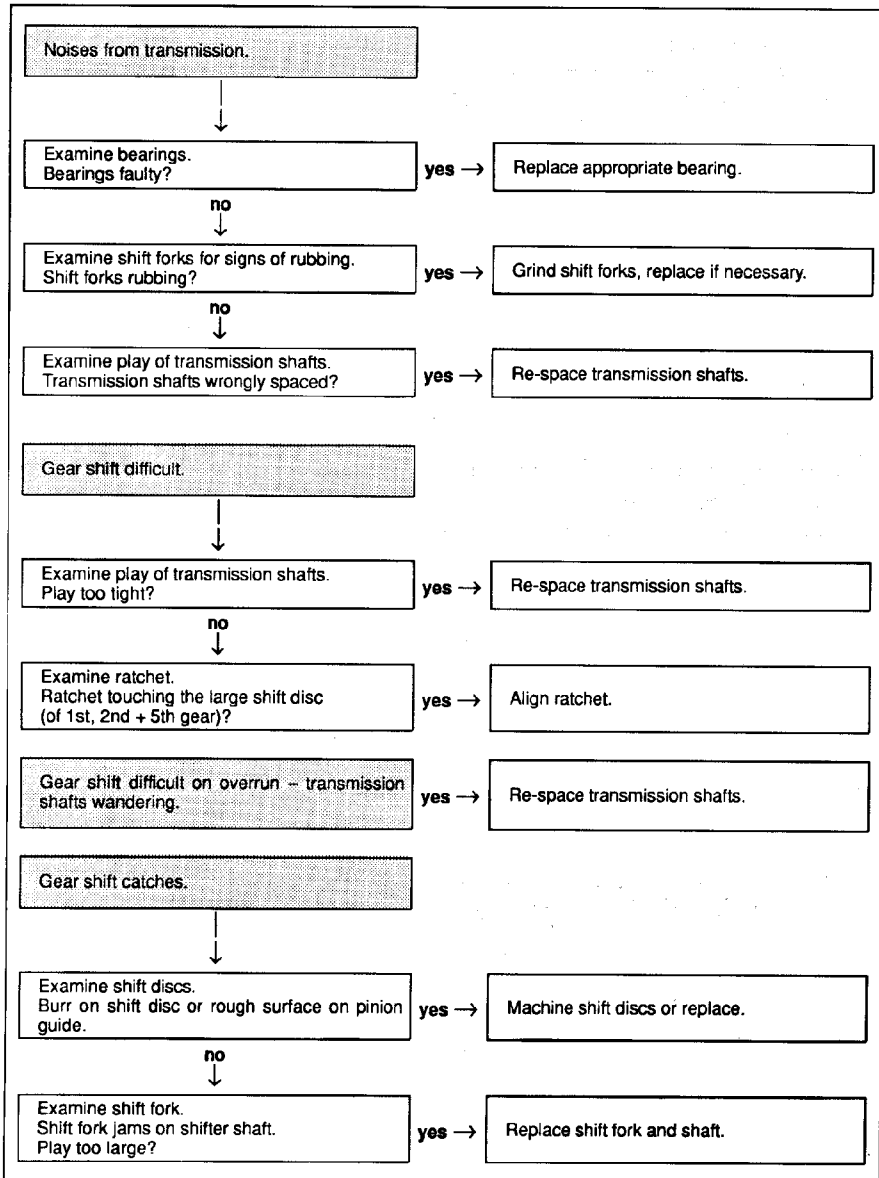 Noises from transmission.
Examine bearings.
Bearings faulty?
yes → Replace appropriate bearing.
no
Examine shift forks for signs of rubbing.
Shift forks rubbing?
yes → Grind shift forks, replace if necessary.
no
Examine play of transmission shafts.
Transmission shafts wrongly spaced?
yes → Re-space transmission shafts.
Gear shift difficult.
Examine play of transmission shafts.
Play too tight?
yes → Re-space transmission shafts.
no
Examine ratchet.
Ratchet touching the large shift disc
(of 1st, 2nd + 5th gear)?
yes → Align ratchet.
Gear shift difficult on overrun – transmission
shafts wandering.
yes → Re-space transmission shafts.
Gear shift catches.
Examine shift discs.
Burr on shift disc or rough surface on pinion
guide.
yes → Machine shift discs or replace.
no
Examine shift fork.
Shift fork jams on shifter shaft.
Play too large?
yes → Replace shift fork and shaft.